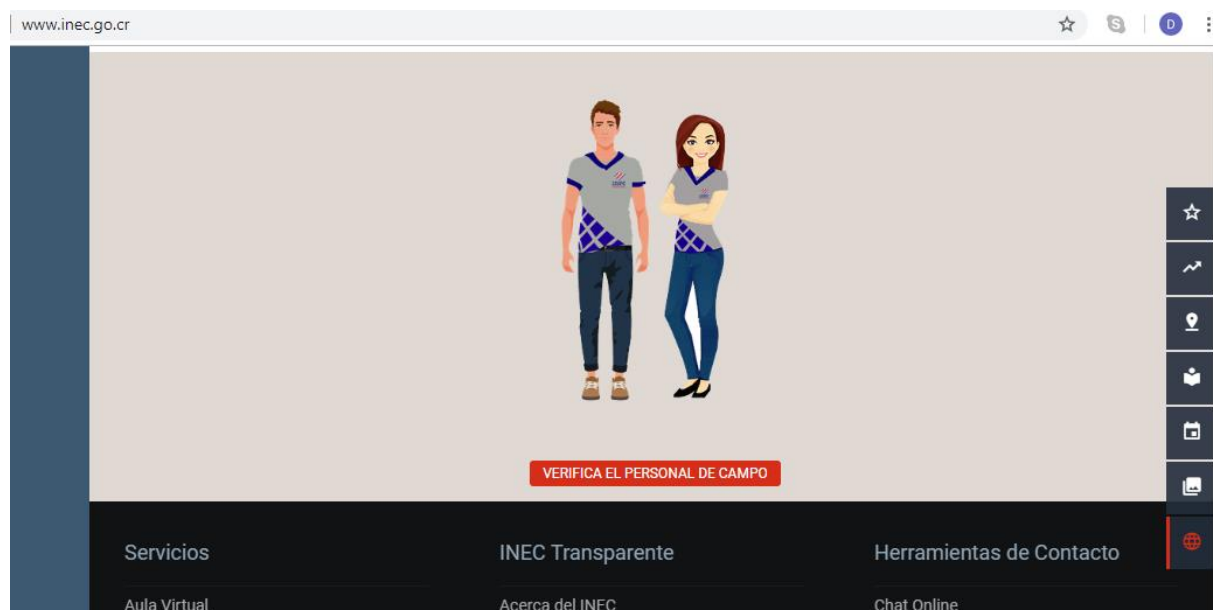 www.inec.go.cr
D
VERIFICA EL PERSONAL DE CAMPO
Servicios
INEC Transparente
Herramientas de Contacto
Aula Virtual
Acerca del INEC
Chat Online